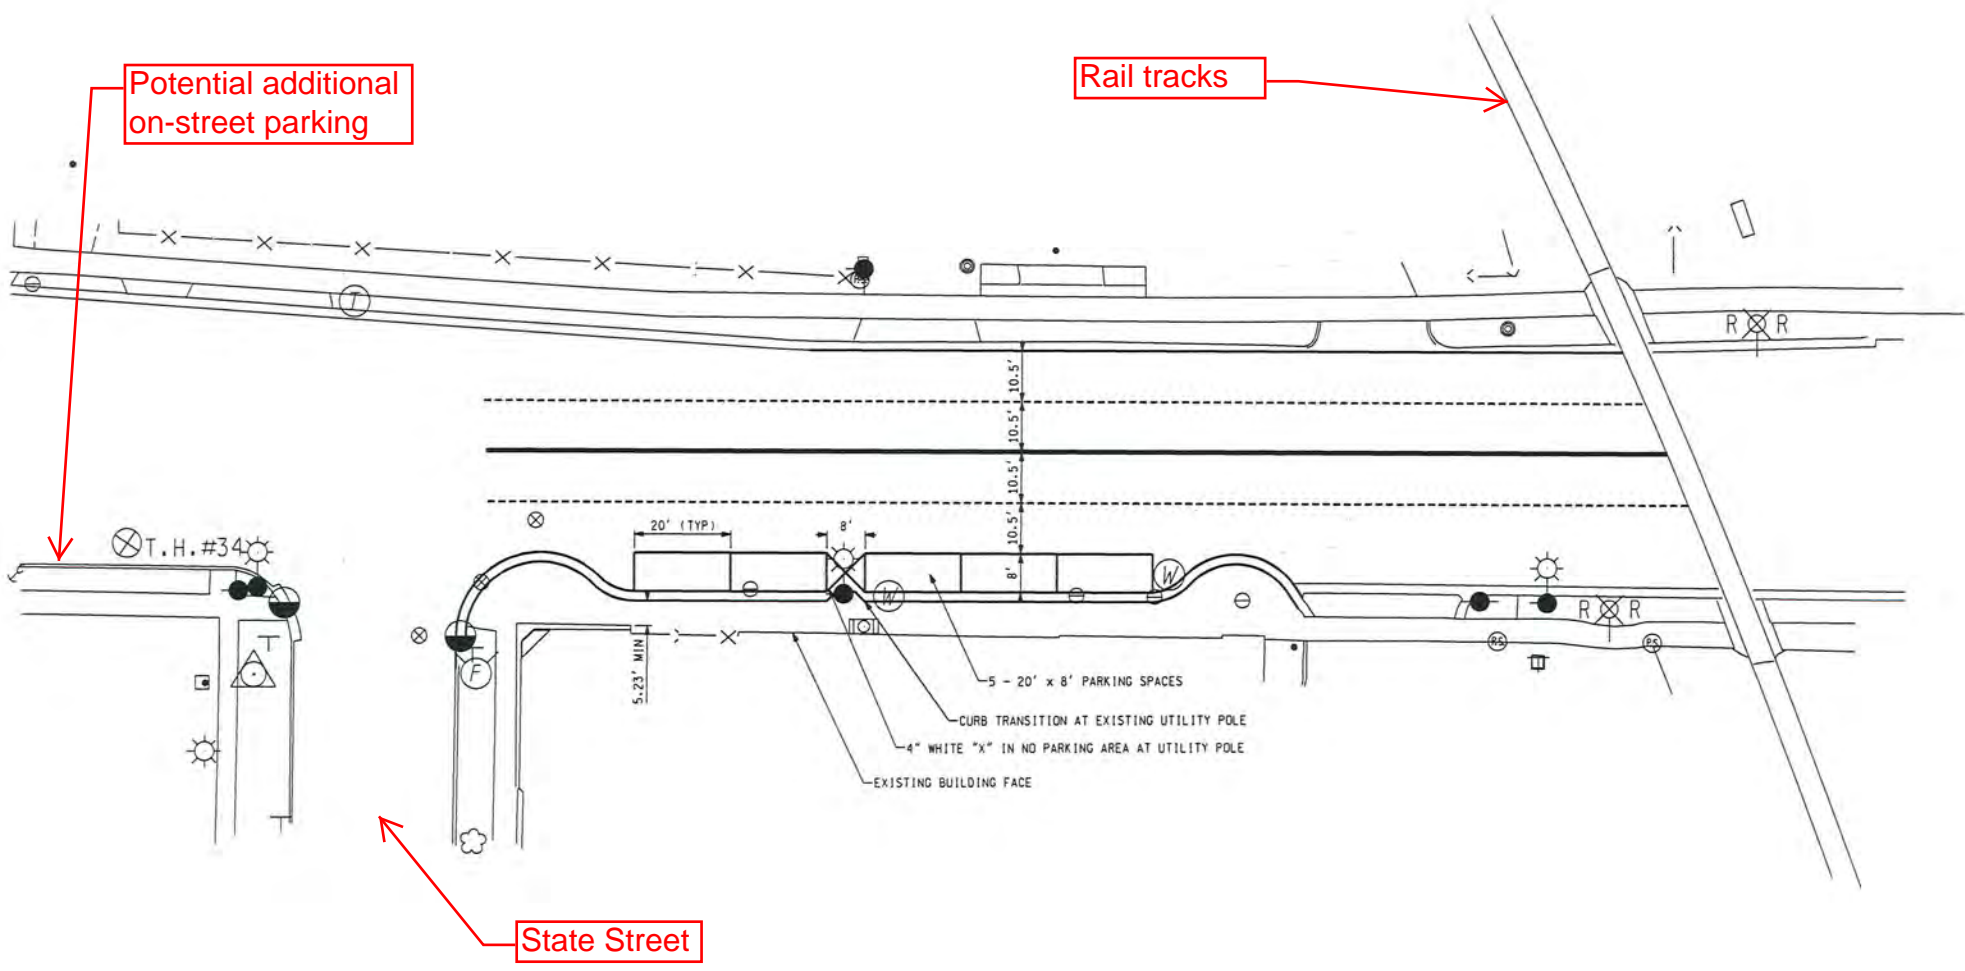 Potential additional
on-street parking
Rail tracks
T
R R
10.5'
10.5'
10.5'
10.5'
T.H.#34
20' (TYP)
8'
8'
W
W
R R
F
5.23' MIN
5 - 20' x 8' PARKING SPACES
CURB TRANSITION AT EXISTING UTILITY POLE
4" WHITE "X" IN NO PARKING AREA AT UTILITY POLE
EXISTING BUILDING FACE
State Street